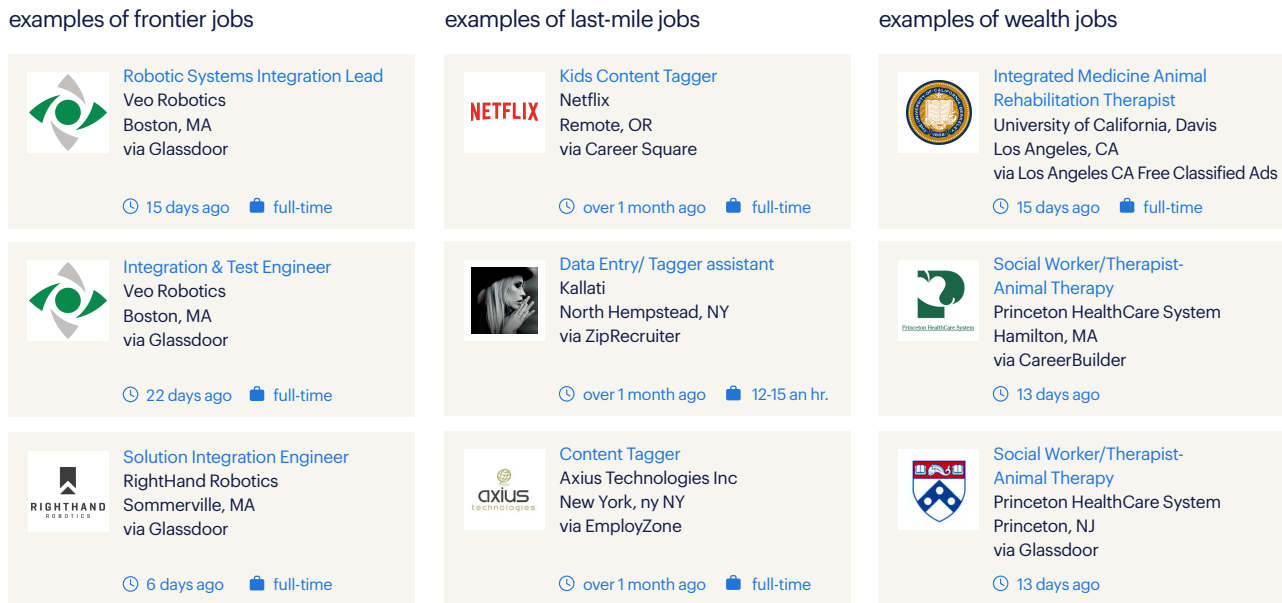 examples of frontier jobs
Robotic Systems Integration Lead
Veo Robotics
Boston, MA
via Glassdoor
15 days ago full-time
Integration & Test Engineer
Veo Robotics
Boston, MA
via Glassdoor
22 days ago full-time
RIGHTHAND
ROBOTICS
Solution Integration Engineer
RightHand Robotics
Sommerville, MA
via Glassdoor
6 days ago full-time
examples of last-mile jobs
NETFLIX
Kids Content Tagger
Netflix
Remote, OR
via Career Square
over 1 month ago full-time
Data Entry/ Tagger assistant
Kallati
North Hempstead, NY
via ZipRecruiter
over 1 month ago 12-15 an hr.
axius
technologies
Content Tagger
Axius Technologies Inc
New York, ny NY
via EmployZone
over 1 month ago full-time
examples of wealth jobs
Integrated Medicine Animal
Rehabilitation Therapist
University of California, Davis
Los Angeles, CA
via Los Angeles CA Free Classified Ads
15 days ago full-time
Princeton HealthCare System
Social Worker/Therapist-
Animal Therapy
Princeton HealthCare System
Hamilton, MA
via CareerBuilder
13 days ago
Social Worker/Therapist-
Animal Therapy
Princeton HealthCare System
Princeton, NJ
via Glassdoor
13 days ago